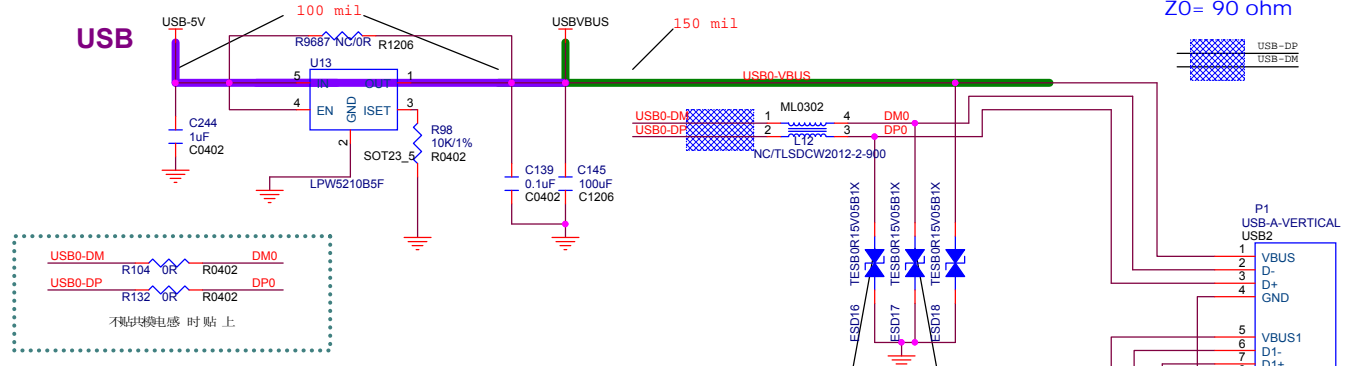 USB
USB-5V
100 mil
R9687 NC/0R R1206
USBVBUS
150 mil
Z0= 90 ohm
USB-DP
USB-DM
U13
5 IN
OUT 1
4 EN
GND
ISET 3
2
SOT23_5
LPW5210B5F
C244
1uF
C0402
R98
10K/1%
R0402
C139
0.1uF
C0402
C145
100uF
C1206
USB0-VBUS
ML0302
USB0-DM 1 4 DM0
USB0-DP 2 3 DP0
L12
NC/TLSDCW2012-2-900
TESB0R15V05B1X
TESB0R15V05B1X
TESB0R15V05B1X
ESD16
ESD17
ESD18
P1
USB-A-VERTICAL
USB2
1 VBUS
2 D-
3 D+
4 GND
5 VBUS1
6 D1-
7 D1+
USB0-DM DM0
R104 0R R0402
USB0-DP DP0
R132 0R R0402
不贴共模电感 时 贴 上